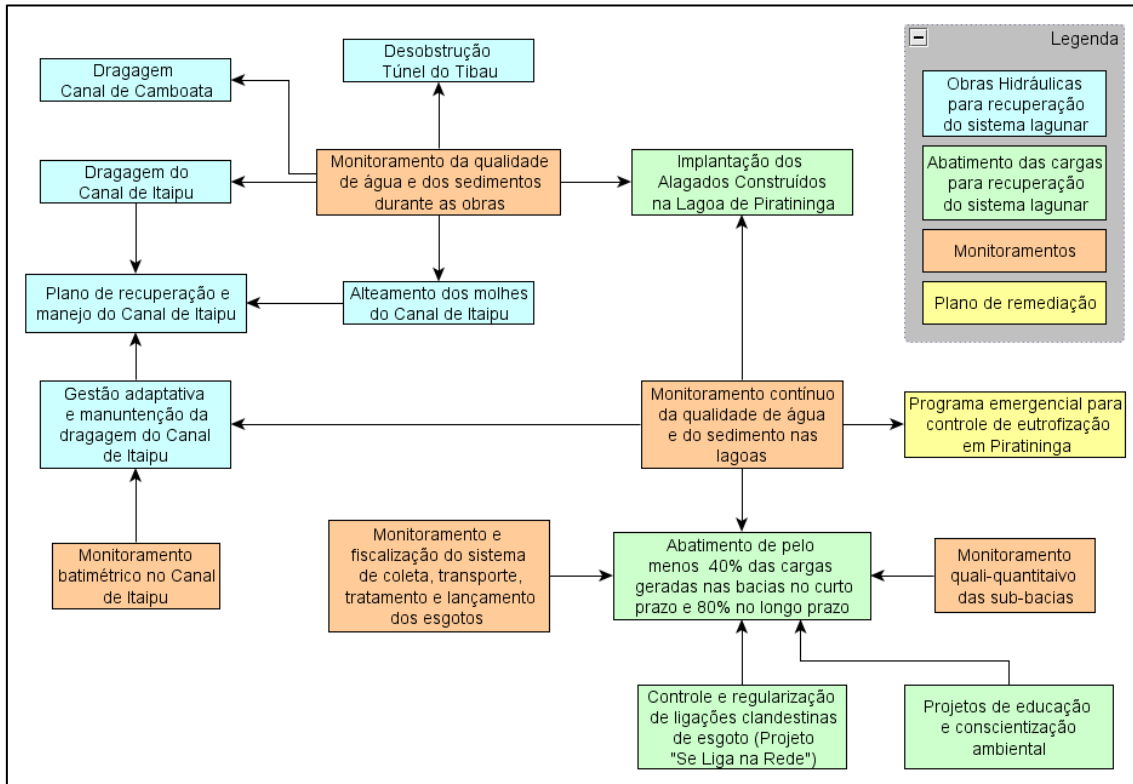 Dragagem
Canal de Camboata
Desobstrução
Túnel do Tibau
Legenda
Obras Hidráulicas
para recuperação
do sistema lagunar
Abatimento das cargas
para recuperação
do sistema lagunar
Monitoramentos
Plano de remediação
Dragagem do
Canal de Itaipu
Monitoramento da qualidade
de água e dos sedimentos
durante as obras
Implantação dos
Alagados Construídos
na Lagoa de Piratininga
Plano de recuperação e
manejo do Canal de Itaipu
Alteamento dos molhes
do Canal de Itaipu
Gestão adaptativa
e manuntenção da
dragagem do Canal
de Itaipu
Monitoramento contínuo
da qualidade de água
e do sedimento nas
lagoas
Programa emergencial para
controle de eutrofização
em Piratininga
Monitoramento
batimétrico no Canal
de Itaipu
Monitoramento e
fiscalização do sistema
de coleta, transporte,
tratamento e lançamento
dos esgotos
Abatimento de pelo
menos 40% das cargas
geradas nas bacias no curto
prazo e 80% no longo prazo
Monitoramento
quali-quantitaivo
das sub-bacias
Controle e regularização
de ligações clandestinas
de esgoto (Projeto
"Se Liga na Rede")
Projetos de educação
e conscientização
ambiental